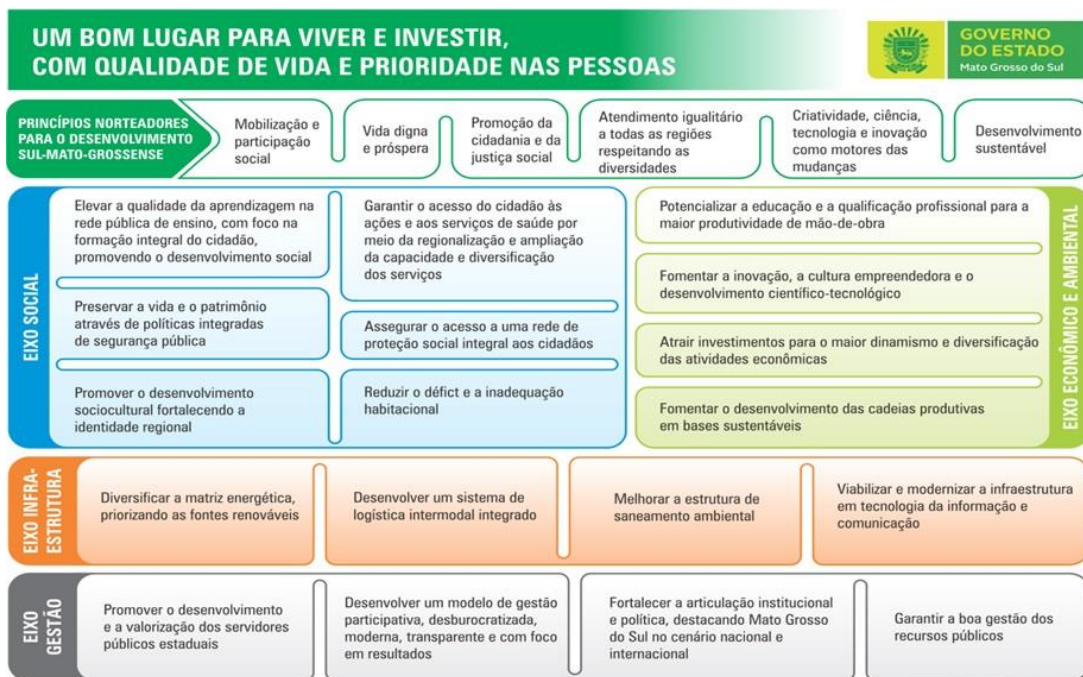 UM BOM LUGAR PARA VIVER E INVESTIR,
COM QUALIDADE DE VIDA E PRIORIDADE NAS PESSOAS
GOVERNO
DO ESTADO
Mato Grosso do Sul
PRINCÍPIOS NORTEADORES
PARA O DESENVOLVIMENTO
SUL-MATO-GROSSENSE
Mobilização e
participação
social
Vida digna
e próspera
Promoção da
cidadania e da
justiça social
Atendimento igualitário
a todas as regiões
respeitando as
diversidades
Criatividade, ciência,
tecnologia e inovação
como motores das
mudanças
Desenvolvimento
sustentável
EIXO SOCIAL
Elevar a qualidade da aprendizagem na
rede pública de ensino, com foco na
formação integral do cidadão,
promovendo o desenvolvimento social
Garantir o acesso do cidadão às
ações e aos serviços de saúde por
meio da regionalização e ampliação
da capacidade e diversificação
dos serviços
Preservar a vida e o patrimônio
através de políticas integradas
de segurança pública
Assegurar o acesso a uma rede de
proteção social integral aos cidadãos
Promover o desenvolvimento
sociocultural fortalecendo a
identidade regional
Reduzir o défict e a inadequação
habitacional
Potencializar a educação e a qualificação profissional para a
maior produtividade de mão-de-obra
Fomentar a inovação, a cultura empreendedora e o
desenvolvimento científico-tecnológico
Atrair investimentos para o maior dinamismo e diversificação
das atividades econômicas
Fomentar o desenvolvimento das cadeias produtivas
em bases sustentáveis
EIXO ECONÔMICO E AMBIENTAL
EIXO INFRA-
ESTRUTURA
Diversificar a matriz energética,
priorizando as fontes renováveis
Desenvolver um sistema de
logística intermodal integrado
Melhorar a estrutura de
saneamento ambiental
Viabilizar e modernizar a infraestrutura
em tecnologia da informação e
comunicação
EIXO
GESTÃO
Promover o desenvolvimento
e a valorização dos servidores
públicos estaduais
Desenvolver um modelo de gestão
participativa, desburocratizada,
moderna, transparente e com foco
em resultados
Fortalecer a articulação institucional
e política, destacando Mato Grosso
do Sul no cenário nacional e
internacional
Garantir a boa gestão dos
recursos públicos